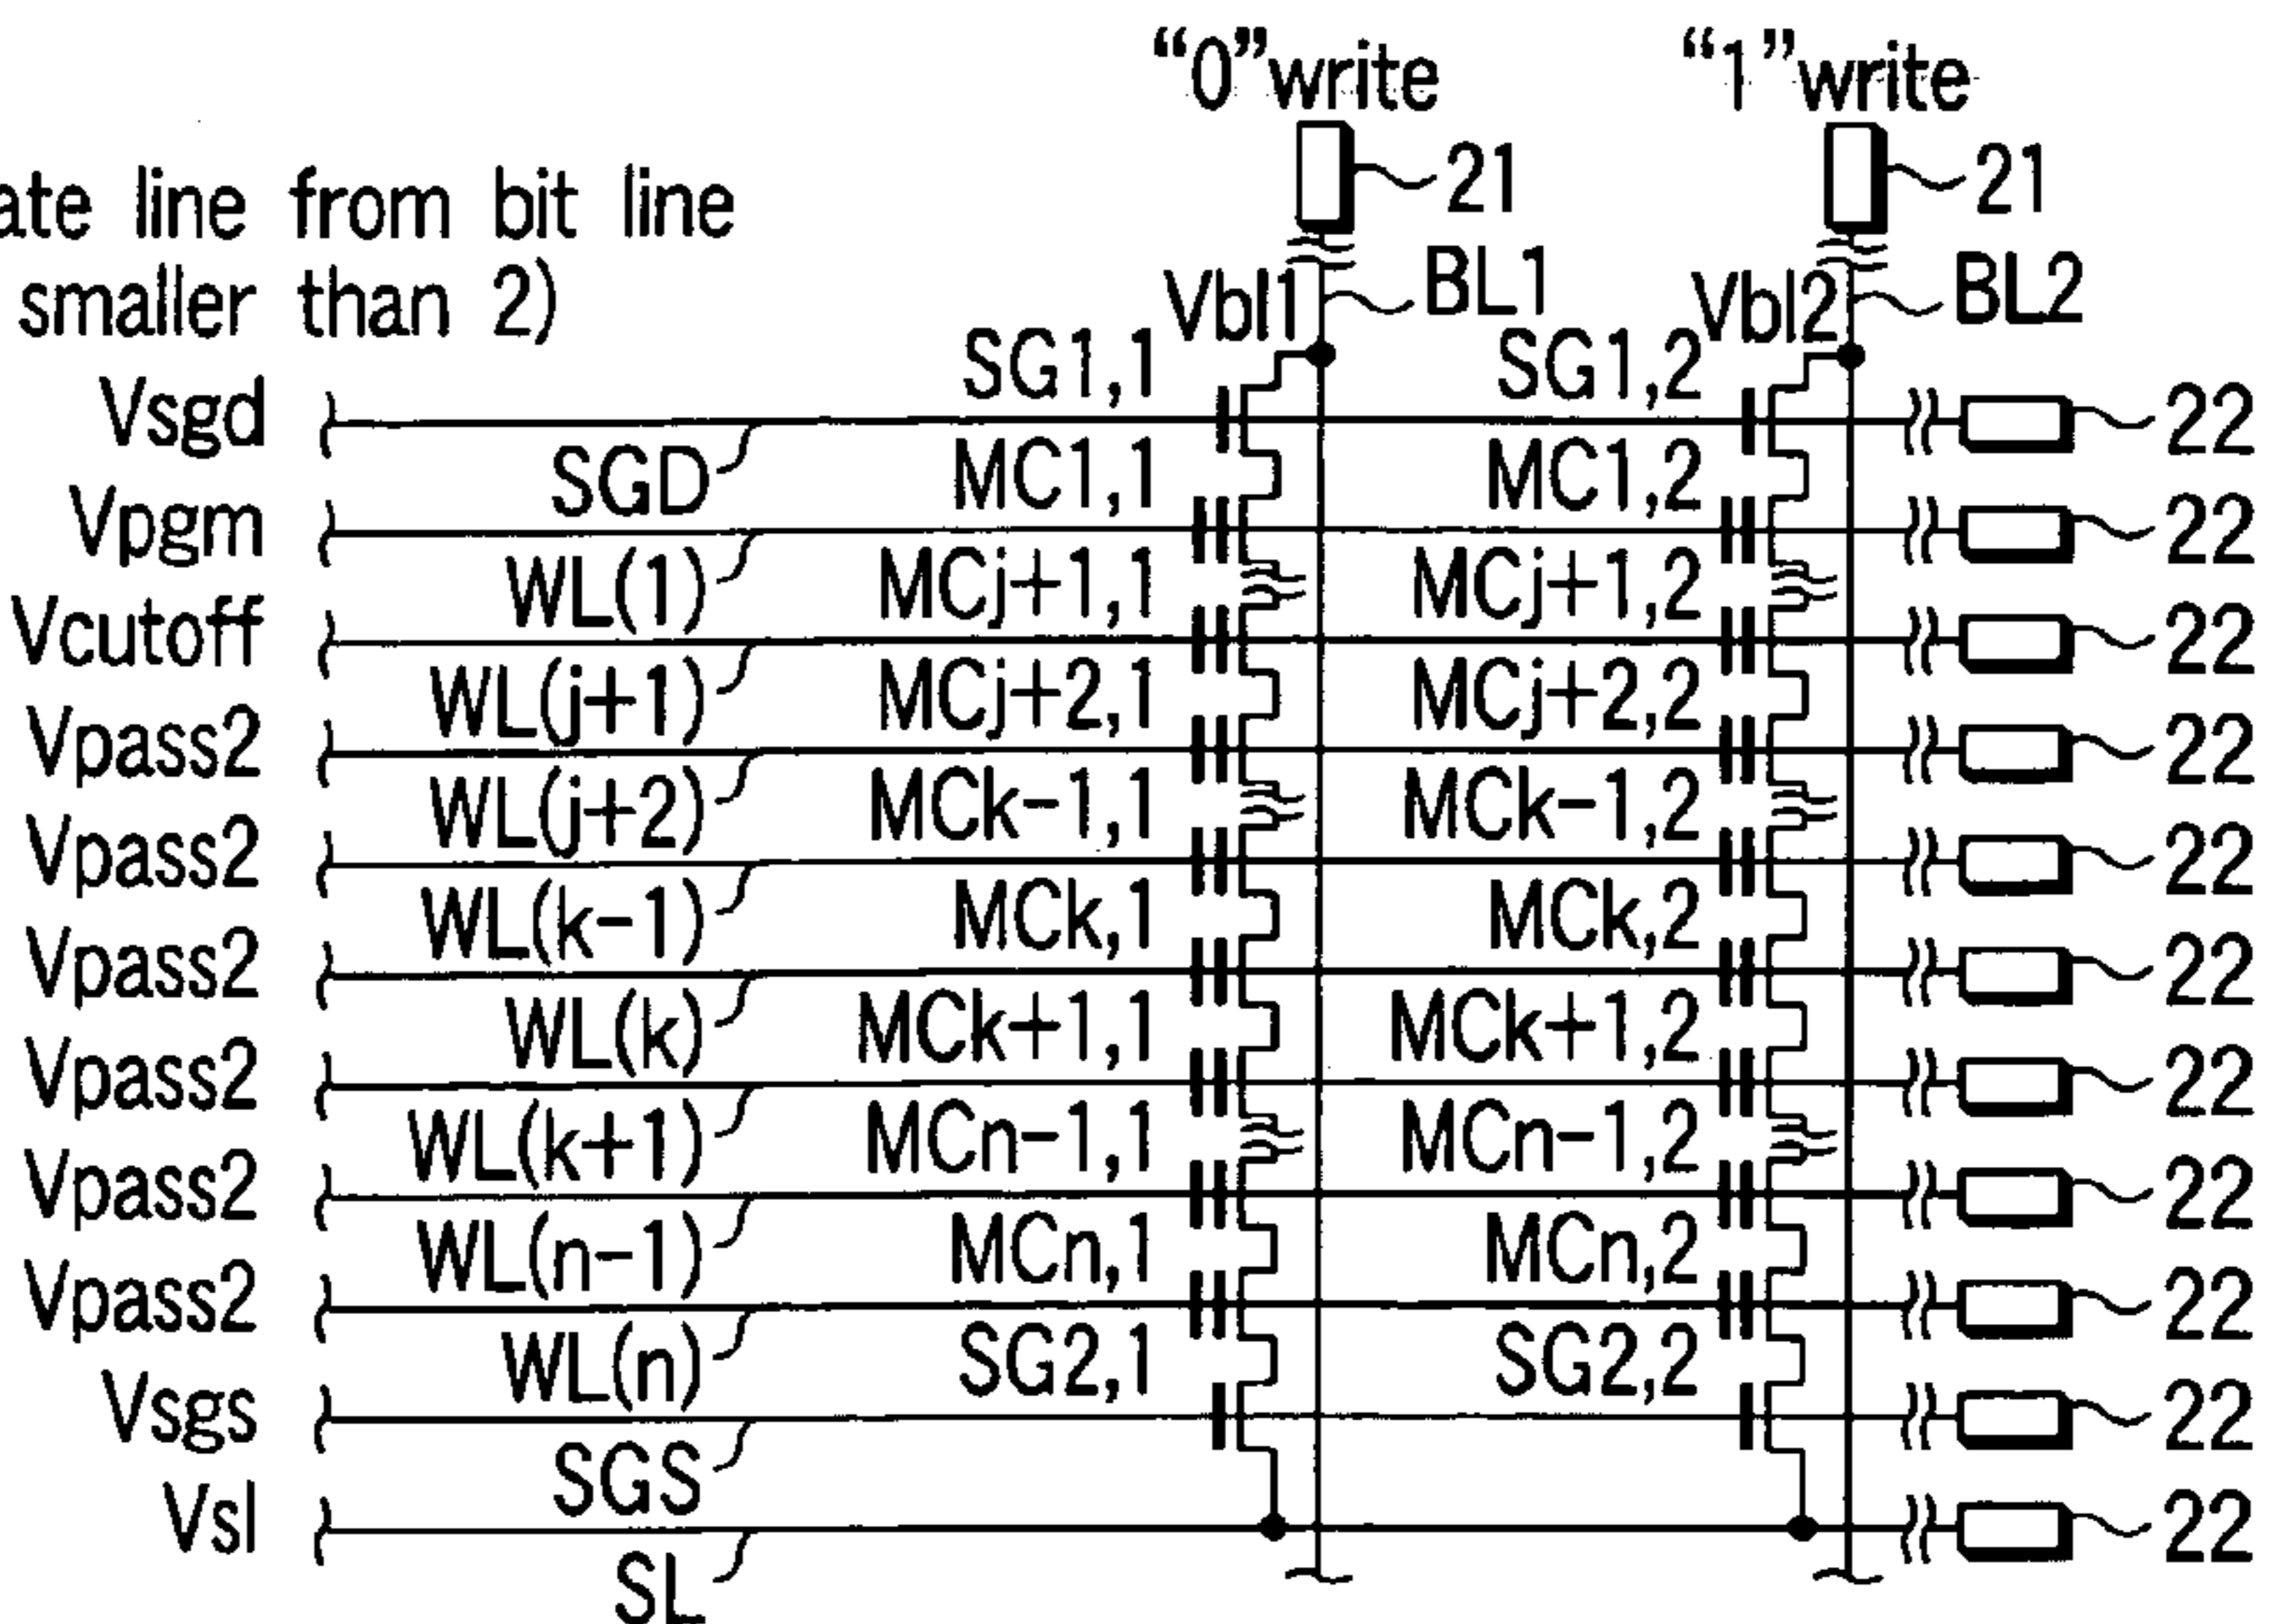 “0”write “1”write
21 21
line from bit line
BL1 BL2
smaller than 2)
Vbl1 Vbl2
SG1,1 SG1,2
Vsgd 22
SGD MC1,1 MC1,2
Vpgm 22
WL(1) MCj+1,1 MCj+1,2
Vcutoff 22
WL(j+1) MCj+2,1 MCj+2,2
Vpass2 22
WL(j+2) MCk-1,1 MCk-1,2
Vpass2 22
WL(k-1) MCk,1 MCk,2
Vpass2 22
WL(k) MCk+1,1 MCk+1,2
Vpass2 22
WL(k+1) MCn-1,1 MCn-1,2
Vpass2 22
WL(n-1) MCn,1 MCn,2
Vpass2 22
WL(n) SG2,1 SG2,2
Vsgs 22
SGS
Vsl 22
SL